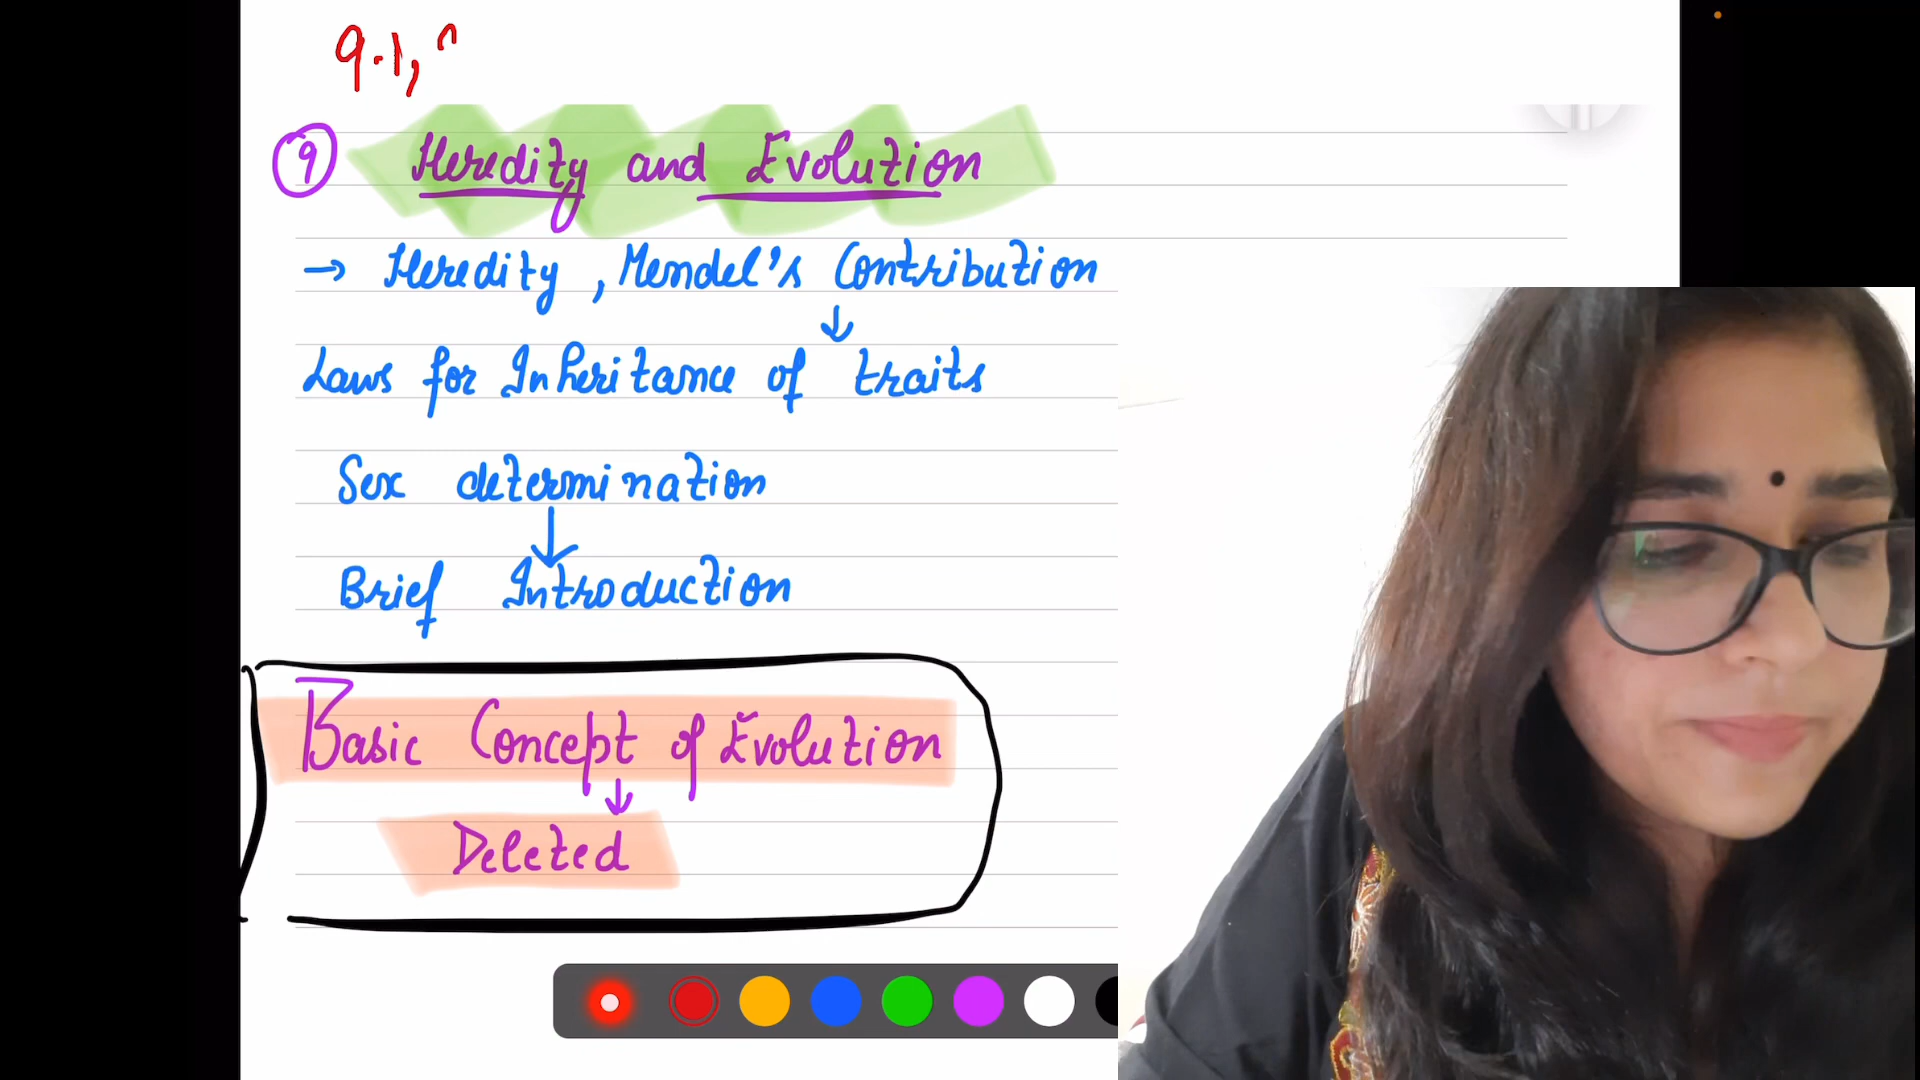 9.1,
9 Heredity and Evolution
→ Heredity, Mendel's Contribution
↓
Laws for Inheritance of traits
Sex determination
↓
Brief Introduction
Basic Concept of Evolution
↓
Deleted